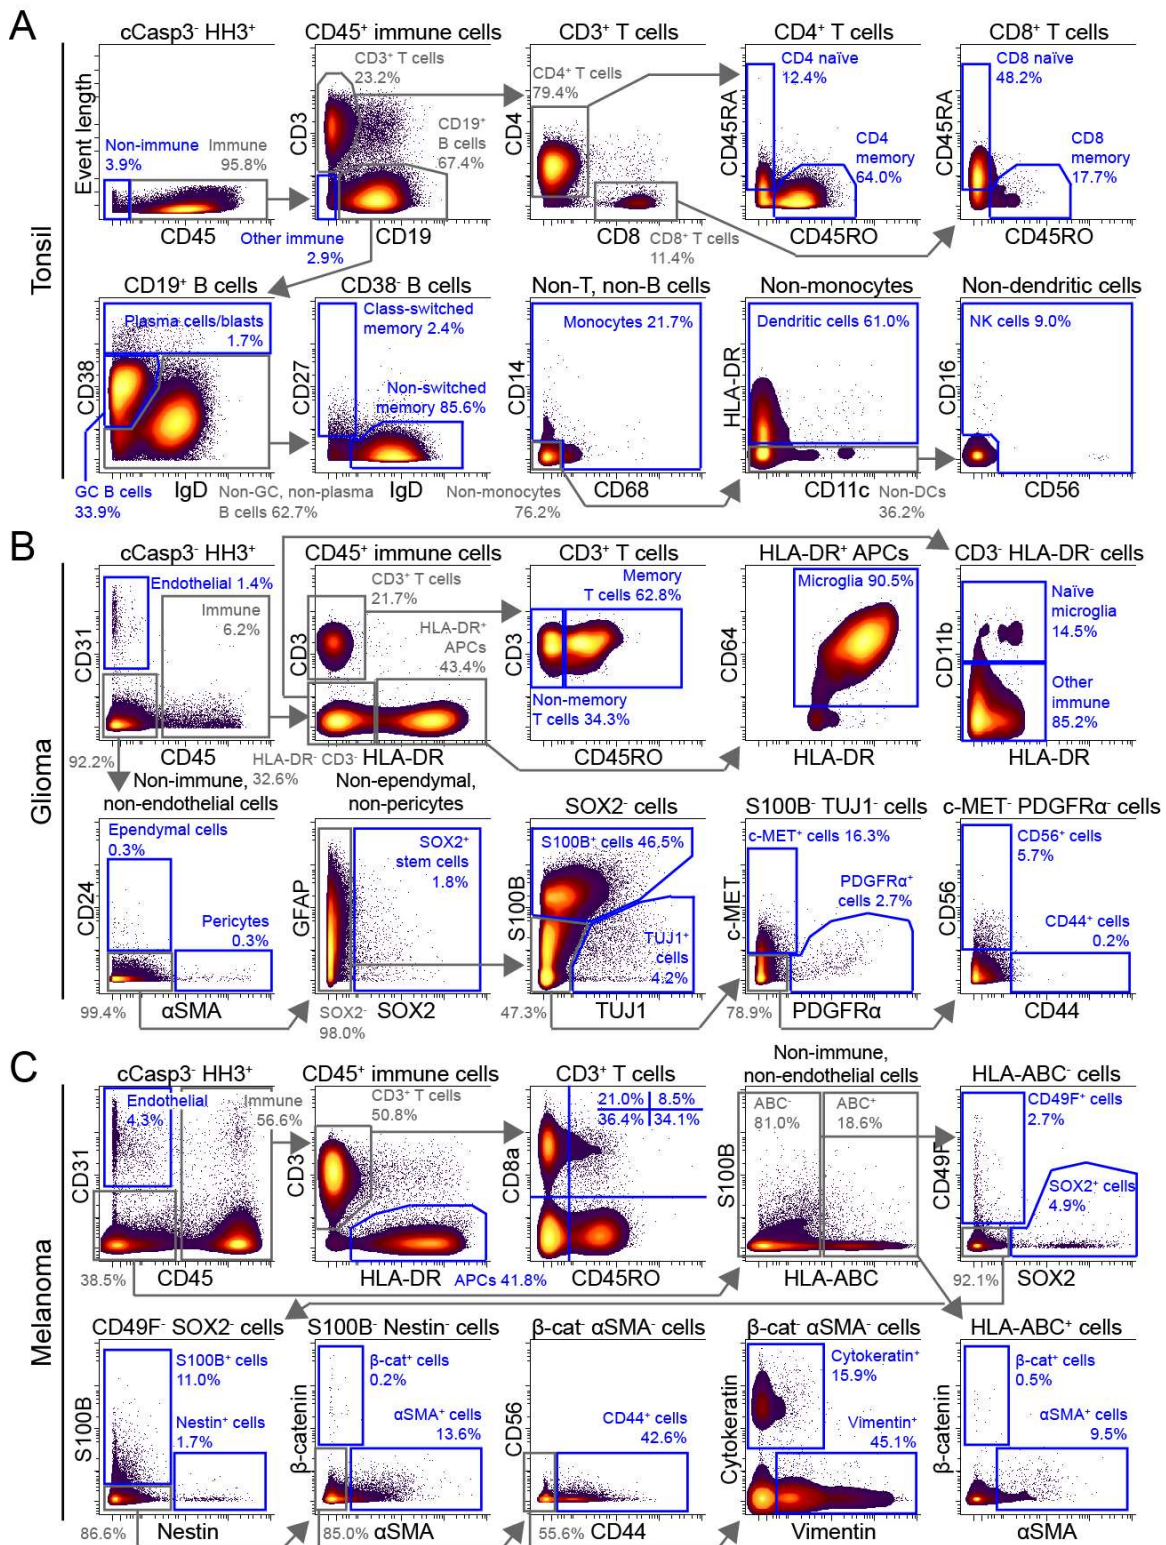 A
Tonsil
cCasp3⁻ HH3⁺
Event length
Non-immune
3.9%
Immune
95.8%
CD45
CD45⁺ immune cells
CD3⁺ T cells
23.2%
CD3
CD19⁺
B cells
67.4%
Other immune
2.9%
CD19
CD3⁺ T cells
CD4⁺ T cells
79.4%
CD4
CD8
CD8⁺ T cells
11.4%
CD4⁺ T cells
CD4 naïve
12.4%
CD45RA
CD4
memory
64.0%
CD45RO
CD8⁺ T cells
CD8 naïve
48.2%
CD45RA
CD8
memory
17.7%
CD45RO
CD19⁺ B cells
Plasma cells/blasts
1.7%
CD38
GC B cells
33.9%
IgD
Non-GC, non-plasma
B cells 62.7%
CD38⁻ B cells
Class-switched
memory 2.4%
CD27
Non-switched
memory 85.6%
IgD
Non-T, non-B cells
Monocytes 21.7%
CD14
Non-monocytes
76.2%
CD68
Non-monocytes
Dendritic cells 61.0%
HLA-DR
CD11c
Non-DCs
36.2%
Non-dendritic cells
NK cells 9.0%
CD16
CD56
B
Glioma
cCasp3⁻ HH3⁺
Endothelial 1.4%
Immune
6.2%
CD31
CD45
92.2%
CD45⁺ immune cells
CD3⁺ T cells
21.7%
CD3
HLA-DR⁺
APCs
43.4%
HLA-DR⁻ CD3⁻
32.6%
HLA-DR
CD3⁺ T cells
Memory
T cells 62.8%
CD3
Non-memory
T cells 34.3%
CD45RO
HLA-DR⁺ APCs
Microglia 90.5%
CD64
HLA-DR
CD3⁻ HLA-DR⁻ cells
CD11b
Naïve
microglia
14.5%
Other
immune
85.2%
HLA-DR
Non-immune,
non-endothelial cells
Ependymal cells
0.3%
CD24
Pericytes
0.3%
99.4%
αSMA
Non-ependymal,
non-pericytes
GFAP
SOX2⁺
stem cells
1.8%
SOX2⁻
98.0%
SOX2
SOX2⁻ cells
S100B⁺ cells 46.5%
S100B
TUJ1⁺
cells
4.2%
47.3%
TUJ1
S100B⁻ TUJ1⁻ cells
c-MET⁺ cells 16.3%
c-MET
PDGFRα⁺
cells 2.7%
78.9%
PDGFRα
c-MET⁻ PDGFRα⁻ cells
CD56⁺ cells
5.7%
CD56
CD44⁺ cells
0.2%
CD44
C
Melanoma
cCasp3⁻ HH3⁺
Endothelial
4.3%
Immune
56.6%
CD31
38.5%
CD45
CD45⁺ immune cells
CD3⁺ T cells
50.8%
CD3
HLA-DR
APCs 41.8%
CD3⁺ T cells
21.0% 8.5%
36.4% 34.1%
CD8a
CD45RO
Non-immune,
non-endothelial cells
ABC⁻
81.0%
ABC⁺
18.6%
S100B
HLA-ABC
HLA-ABC⁻ cells
CD49F⁺ cells
2.7%
CD49F
SOX2⁺ cells
4.9%
92.1%
SOX2
CD49F⁻ SOX2⁻ cells
S100B⁺ cells
11.0%
S100B
Nestin⁺ cells
1.7%
86.6%
Nestin
S100B⁻ Nestin⁻ cells
β-cat⁺ cells
0.2%
β-catenin
αSMA⁺ cells
13.6%
85.0%
αSMA
β-cat⁻ αSMA⁻ cells
CD56
CD44⁺ cells
42.6%
55.6%
CD44
β-cat⁻ αSMA⁻ cells
Cytokeratin⁺
15.9%
Cytokeratin
Vimentin⁺
45.1%
Vimentin
HLA-ABC⁺ cells
β-cat⁺ cells
0.5%
β-catenin
αSMA⁺ cells
9.5%
αSMA